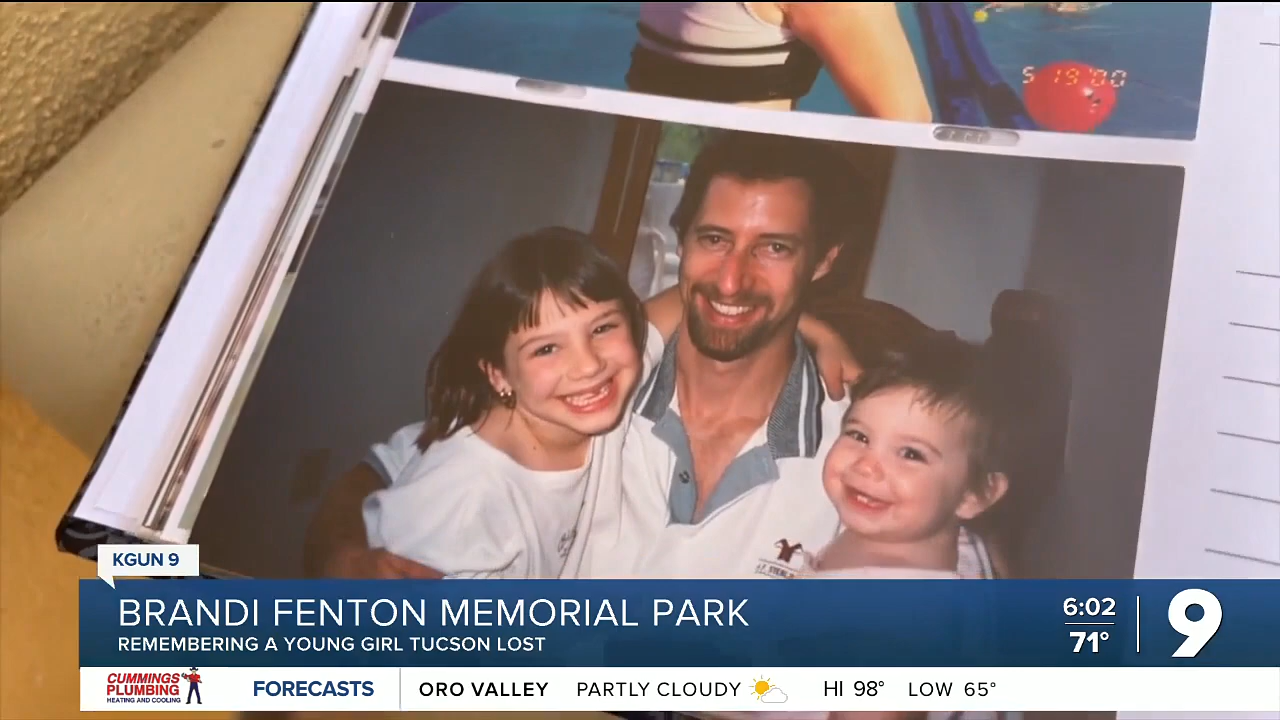 5 19'00
KGUN 9
BRANDI FENTON MEMORIAL PARK
REMEMBERING A YOUNG GIRL TUCSON LOST
6:02
71°
9
CUMMINGS
PLUMBING
HEATING AND COOLING
FORECASTS
ORO VALLEY PARTLY CLOUDY HI 98° LOW 65°